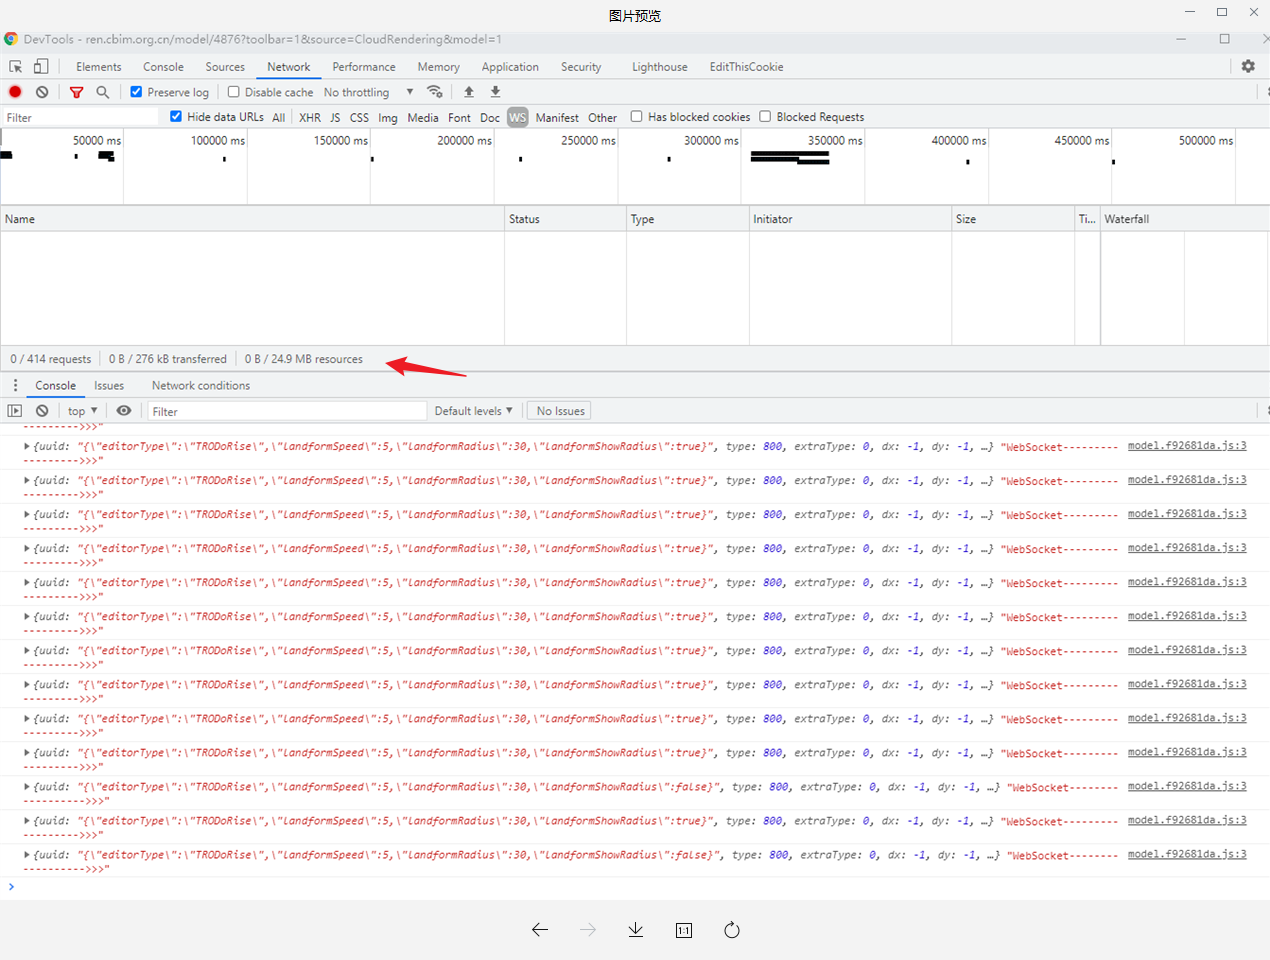 图片预览
DevTools - ren.cbim.org.cn/model/4876?toolbar=1&source=CloudRendering&model=1
Elements Console Sources Network Performance Memory Application Security Lighthouse EditThisCookie
Preserve log Disable cache No throttling
Filter Hide data URLs All XHR JS CSS Img Media Font Doc WS Manifest Other Has blocked cookies Blocked Requests
50000 ms 100000 ms 150000 ms 200000 ms 250000 ms 300000 ms 350000 ms 400000 ms 450000 ms 500000 ms
Name Status Type Initiator Size Ti... Waterfall
0 / 414 requests 0 B / 276 kB transferred 0 B / 24.9 MB resources
Console Issues Network conditions
top Filter Default levels No Issues
--------->>>"
{uuid: "{\"editorType\":\"TRODoRise\",\"landformSpeed\":5,\"landformRadius\":30,\"landformShowRadius\":true}", type: 800, extraType: 0, dx: -1, dy: -1, …} "WebSocket--------- model.f92681da.js:3
--------->>>"
{uuid: "{\"editorType\":\"TRODoRise\",\"landformSpeed\":5,\"landformRadius\":30,\"landformShowRadius\":true}", type: 800, extraType: 0, dx: -1, dy: -1, …} "WebSocket--------- model.f92681da.js:3
--------->>>"
{uuid: "{\"editorType\":\"TRODoRise\",\"landformSpeed\":5,\"landformRadius\":30,\"landformShowRadius\":true}", type: 800, extraType: 0, dx: -1, dy: -1, …} "WebSocket--------- model.f92681da.js:3
--------->>>"
{uuid: "{\"editorType\":\"TRODoRise\",\"landformSpeed\":5,\"landformRadius\":30,\"landformShowRadius\":true}", type: 800, extraType: 0, dx: -1, dy: -1, …} "WebSocket--------- model.f92681da.js:3
--------->>>"
{uuid: "{\"editorType\":\"TRODoRise\",\"landformSpeed\":5,\"landformRadius\":30,\"landformShowRadius\":true}", type: 800, extraType: 0, dx: -1, dy: -1, …} "WebSocket--------- model.f92681da.js:3
--------->>>"
{uuid: "{\"editorType\":\"TRODoRise\",\"landformSpeed\":5,\"landformRadius\":30,\"landformShowRadius\":true}", type: 800, extraType: 0, dx: -1, dy: -1, …} "WebSocket--------- model.f92681da.js:3
--------->>>"
{uuid: "{\"editorType\":\"TRODoRise\",\"landformSpeed\":5,\"landformRadius\":30,\"landformShowRadius\":true}", type: 800, extraType: 0, dx: -1, dy: -1, …} "WebSocket--------- model.f92681da.js:3
--------->>>"
{uuid: "{\"editorType\":\"TRODoRise\",\"landformSpeed\":5,\"landformRadius\":30,\"landformShowRadius\":true}", type: 800, extraType: 0, dx: -1, dy: -1, …} "WebSocket--------- model.f92681da.js:3
--------->>>"
{uuid: "{\"editorType\":\"TRODoRise\",\"landformSpeed\":5,\"landformRadius\":30,\"landformShowRadius\":true}", type: 800, extraType: 0, dx: -1, dy: -1, …} "WebSocket--------- model.f92681da.js:3
--------->>>"
{uuid: "{\"editorType\":\"TRODoRise\",\"landformSpeed\":5,\"landformRadius\":30,\"landformShowRadius\":true}", type: 800, extraType: 0, dx: -1, dy: -1, …} "WebSocket--------- model.f92681da.js:3
--------->>>"
{uuid: "{\"editorType\":\"TRODoRise\",\"landformSpeed\":5,\"landformRadius\":30,\"landformShowRadius\":false}", type: 800, extraType: 0, dx: -1, dy: -1, …} "WebSocket-------- model.f92681da.js:3
---------->>>"
{uuid: "{\"editorType\":\"TRODoRise\",\"landformSpeed\":5,\"landformRadius\":30,\"landformShowRadius\":true}", type: 800, extraType: 0, dx: -1, dy: -1, …} "WebSocket--------- model.f92681da.js:3
--------->>>"
{uuid: "{\"editorType\":\"TRODoRise\",\"landformSpeed\":5,\"landformRadius\":30,\"landformShowRadius\":false}", type: 800, extraType: 0, dx: -1, dy: -1, …} "WebSocket-------- model.f92681da.js:3
---------->>>"
1:1